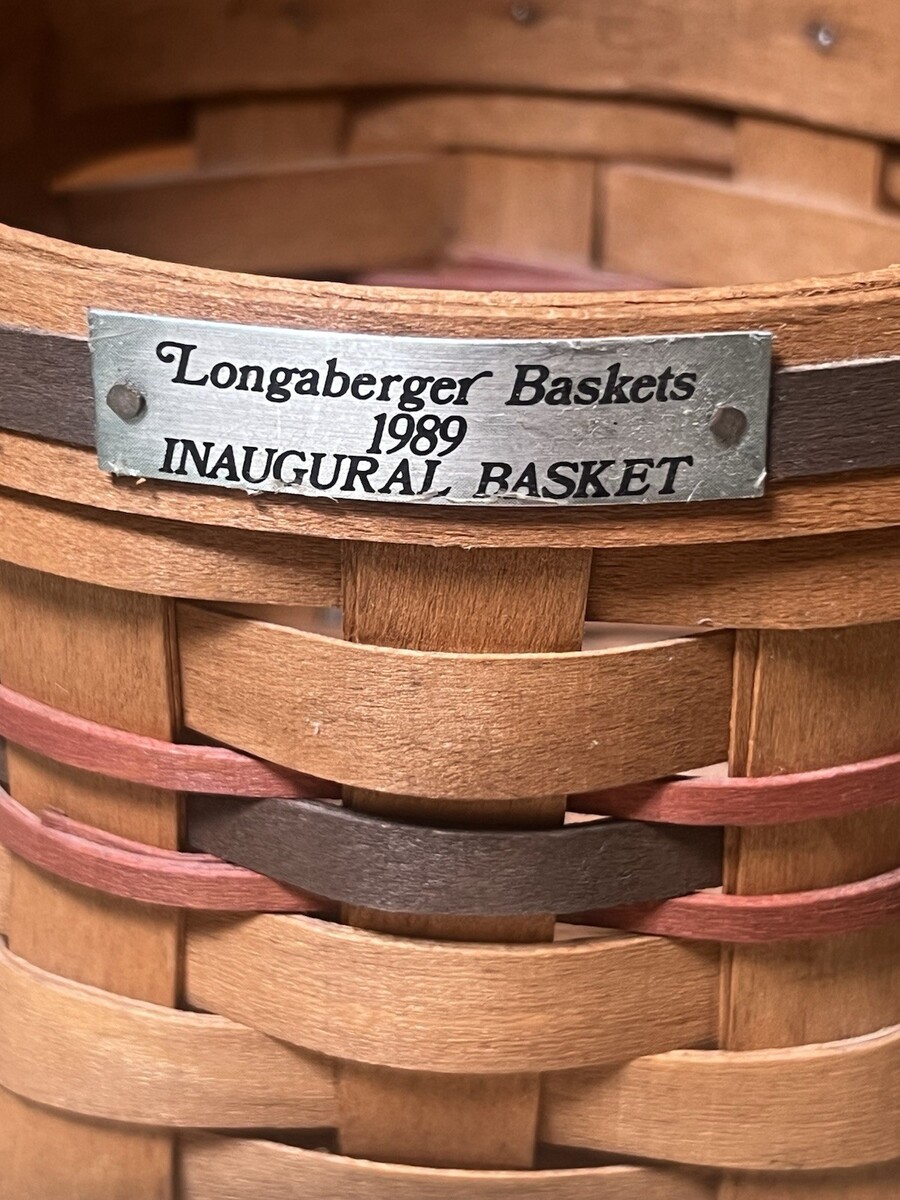 Longaberger Baskets
1989
INAUGURAL BASKET